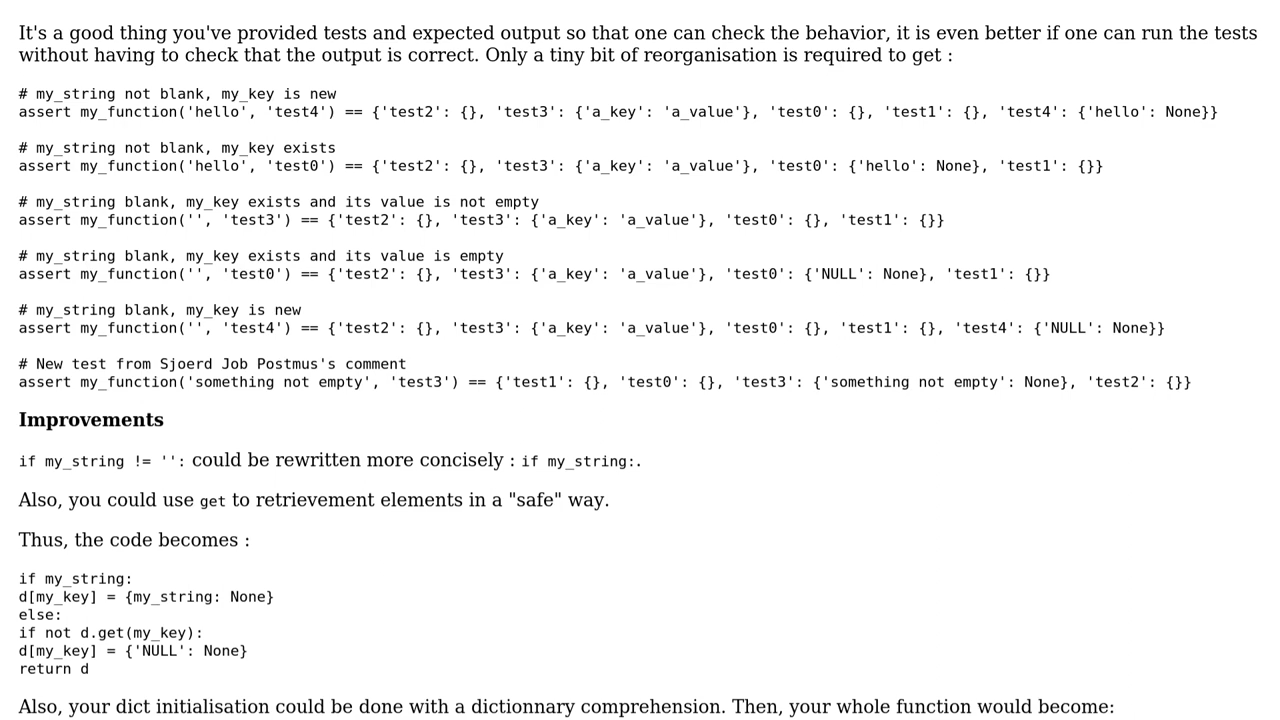 It's a good thing you've provided tests and expected output so that one can check the behavior, it is even better if one can run the tests
without having to check that the output is correct. Only a tiny bit of reorganisation is required to get :
# my_string not blank, my_key is new
assert my_function('hello', 'test4') == {'test2': {}, 'test3': {'a_key': 'a_value'}, 'test0': {}, 'test1': {}, 'test4': {'hello': None}}
# my_string not blank, my_key exists
assert my_function('hello', 'test0') == {'test2': {}, 'test3': {'a_key': 'a_value'}, 'test0': {'hello': None}, 'test1': {}}
# my_string blank, my_key exists and its value is not empty
assert my_function('', 'test3') == {'test2': {}, 'test3': {'a_key': 'a_value'}, 'test0': {}, 'test1': {}}
# my_string blank, my_key exists and its value is empty
assert my_function('', 'test0') == {'test2': {}, 'test3': {'a_key': 'a_value'}, 'test0': {'NULL': None}, 'test1': {}}
# my_string blank, my_key is new
assert my_function('', 'test4') == {'test2': {}, 'test3': {'a_key': 'a_value'}, 'test0': {}, 'test1': {}, 'test4': {'NULL': None}}
# New test from Sjoerd Job Postmus's comment
assert my_function('something not empty', 'test3') == {'test1': {}, 'test0': {}, 'test3': {'something not empty': None}, 'test2': {}}
Improvements
if my_string != '': could be rewritten more concisely : if my_string:.
Also, you could use get to retrievement elements in a "safe" way.
Thus, the code becomes :
if my_string:
d[my_key] = {my_string: None}
else:
if not d.get(my_key):
d[my_key] = {'NULL': None}
return d
Also, your dict initialisation could be done with a dictionnary comprehension. Then, your whole function would become: